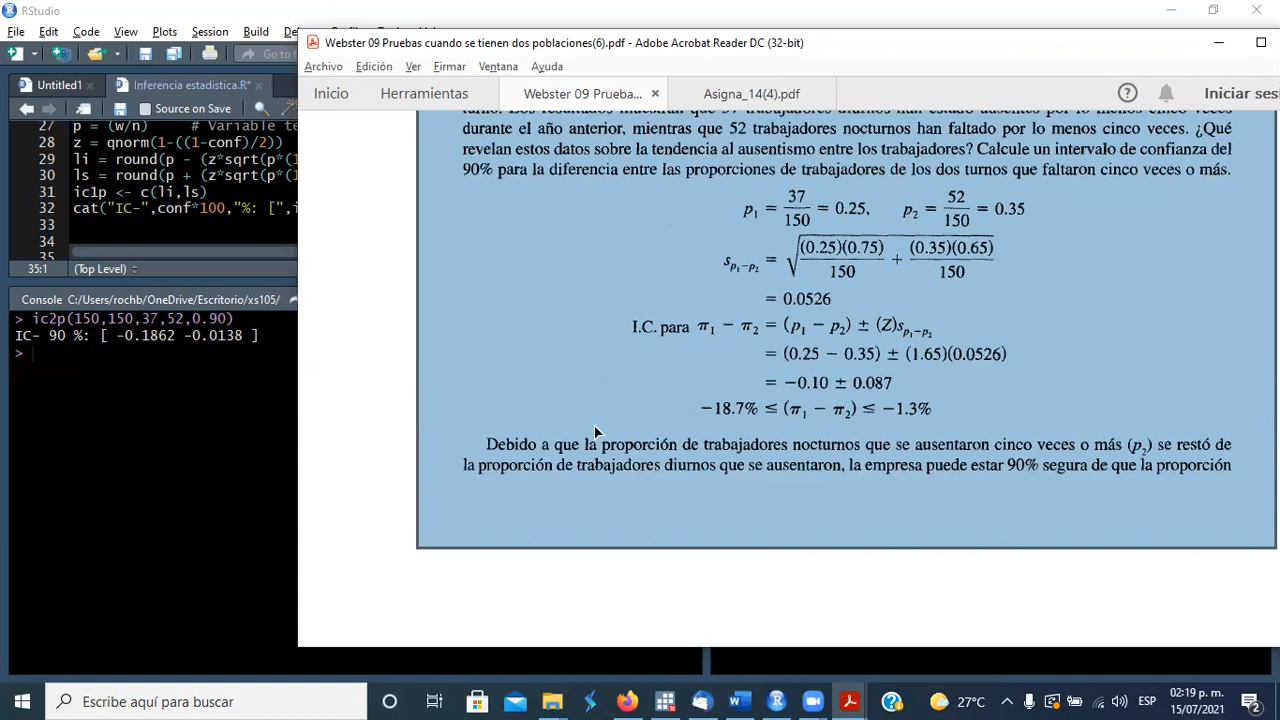 RStudio
File Edit Code View Plots Session Build
Go to
Untitled1 Inferencia estadística.R*
Source on Save
27 p = (w/n) # Variable te
28 z = qnorm(1-((1-conf)/2))
29 li = round(p - (z*sqrt(p*(
30 ls = round(p + (z*sqrt(p*(
31 ic1p <- c(li,ls)
32 cat("IC-",conf*100,"%: [",i
33
34
35
35:1 (Top Level)
Console C:/Users/rochb/OneDrive/Escritorio/xs105/
> ic2p(150,150,37,52,0.90)
IC- 90 %: [ -0.1862 -0.0138 ]
>
Webster 09 Pruebas cuando se tienen dos poblaciones(6).pdf - Adobe Acrobat Reader DC (32-bit)
Archivo Edición Ver Firmar Ventana Ayuda
Inicio Herramientas Webster 09 Prueba... × Asigna_14(4).pdf Iniciar sesi
durante el año anterior, mientras que 52 trabajadores nocturnos han faltado por lo menos cinco veces. ¿Qué
revelan estos datos sobre la tendencia al ausentismo entre los trabajadores? Calcule un intervalo de confianza del
90% para la diferencia entre las proporciones de trabajadores de los dos turnos que faltaron cinco veces o más.
p₁ = 37/150 = 0.25, p₂ = 52/150 = 0.35
s_{p₁−p₂} = √((0.25)(0.75)/150 + (0.35)(0.65)/150)
= 0.0526
I.C. para π₁ − π₂ = (p₁ − p₂) ± (Z)s_{p₁−p₂}
= (0.25 − 0.35) ± (1.65)(0.0526)
= −0.10 ± 0.087
−18.7% ≤ (π₁ − π₂) ≤ −1.3%
Debido a que la proporción de trabajadores nocturnos que se ausentaron cinco veces o más (p₂) se restó de
la proporción de trabajadores diurnos que se ausentaron, la empresa puede estar 90% segura de que la proporción
Escribe aquí para buscar
27°C ESP 02:19 p. m.
15/07/2021
2